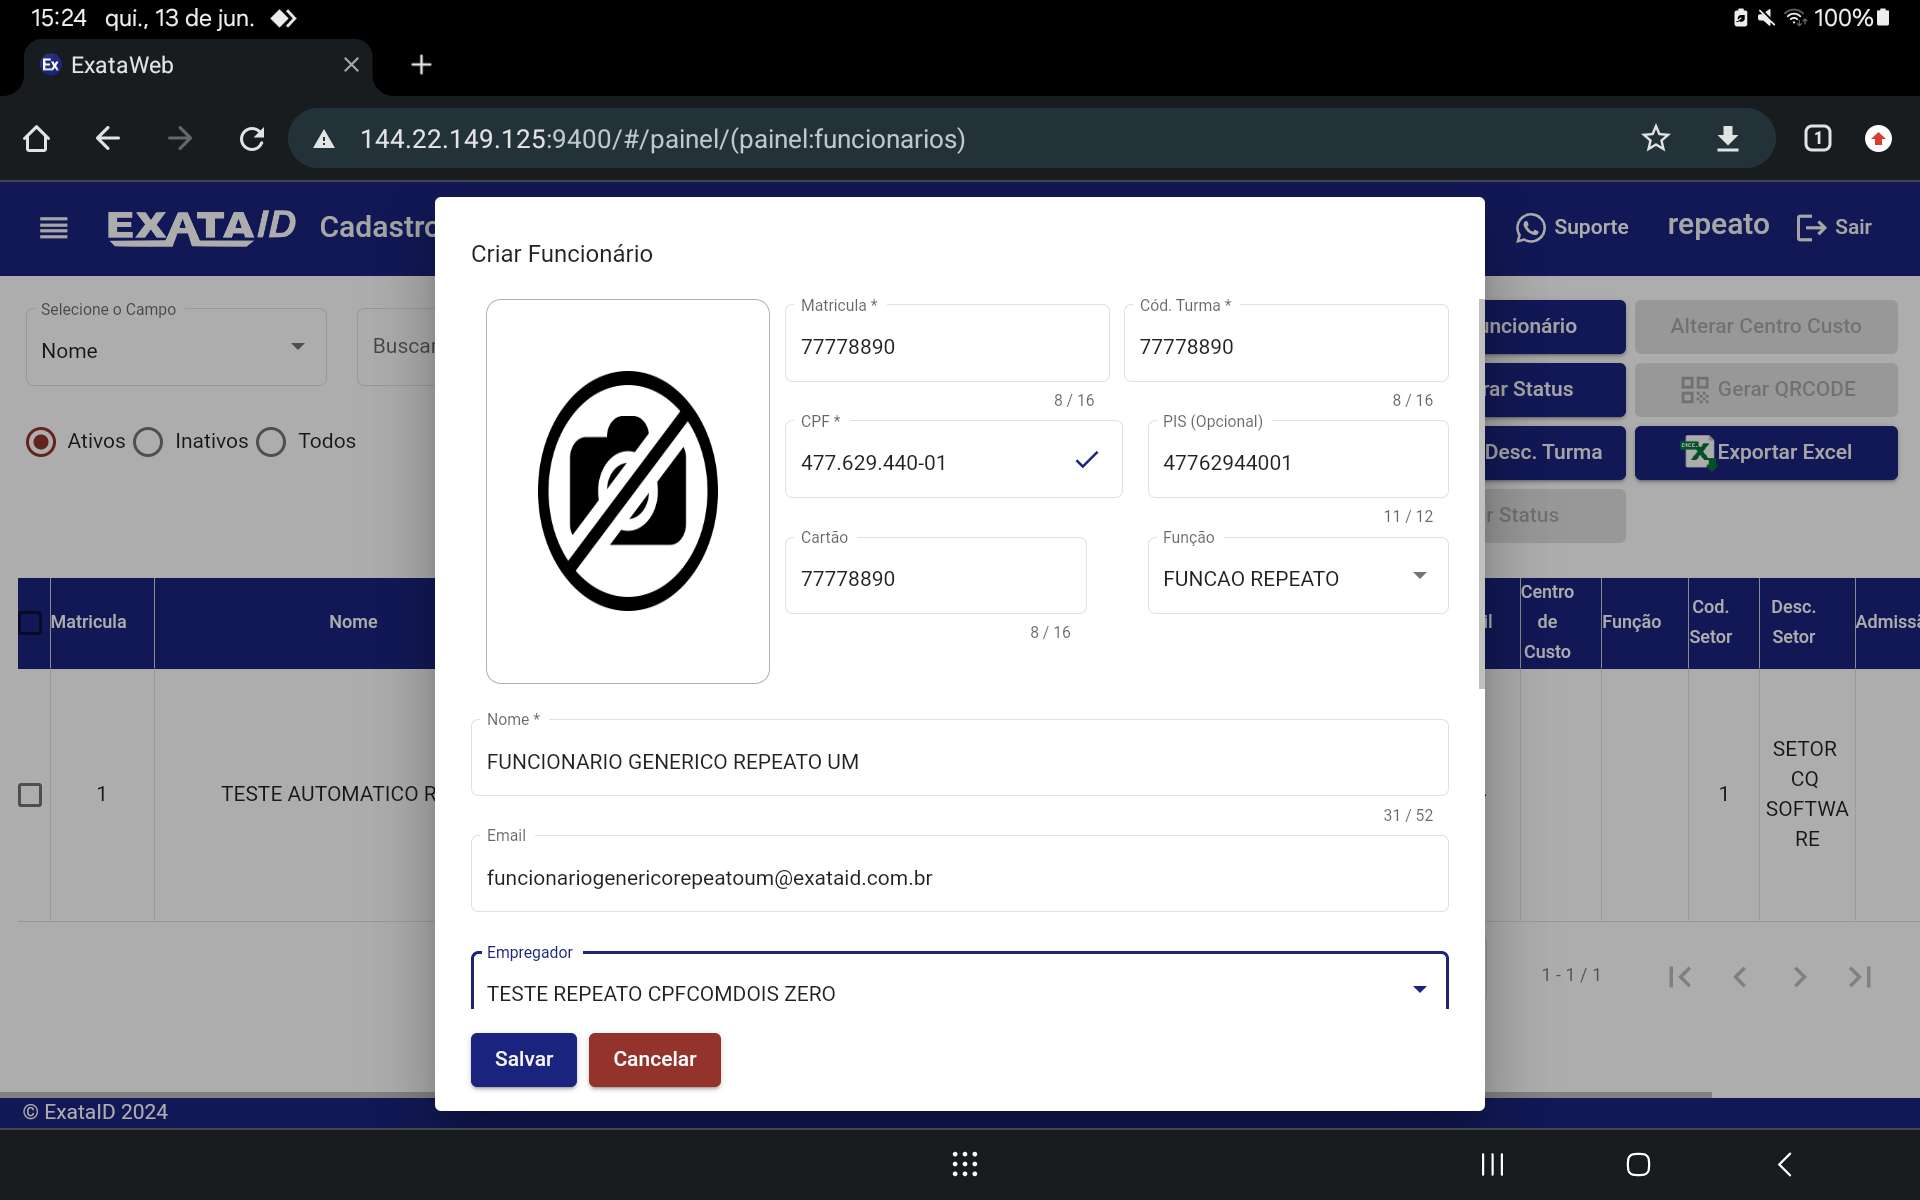 15:24 qui., 13 de jun. 100%
Ex ExataWeb
144.22.149.125:9400/#/painel/(painel:funcionarios) 1
EXATAID Cadastro Suporte repeato Sair
Criar Funcionário
Selecione o Campo
Nome
Buscar
Ativos Inativos Todos
Matricula *
77778890
8 / 16
Cód. Turma *
77778890
8 / 16
CPF *
477.629.440-01
PIS (Opcional)
47762944001
11 / 12
Cartão
77778890
8 / 16
Função
FUNCAO REPEATO
Nome *
FUNCIONARIO GENERICO REPEATO UM
31 / 52
Email
funcionariogenericorepeatoum@exataid.com.br
Empregador
TESTE REPEATO CPFCOMDOIS ZERO
Salvar Cancelar
uncionário Alterar Centro Custo
rar Status Gerar QRCODE
Desc. Turma Exportar Excel
r Status
Matricula Nome il Centro de Custo Função Cod. Setor Desc. Setor Admissã
1 TESTE AUTOMATICO R 1 SETOR
CQ
SOFTWA
RE
1 - 1 / 1
© ExataID 2024